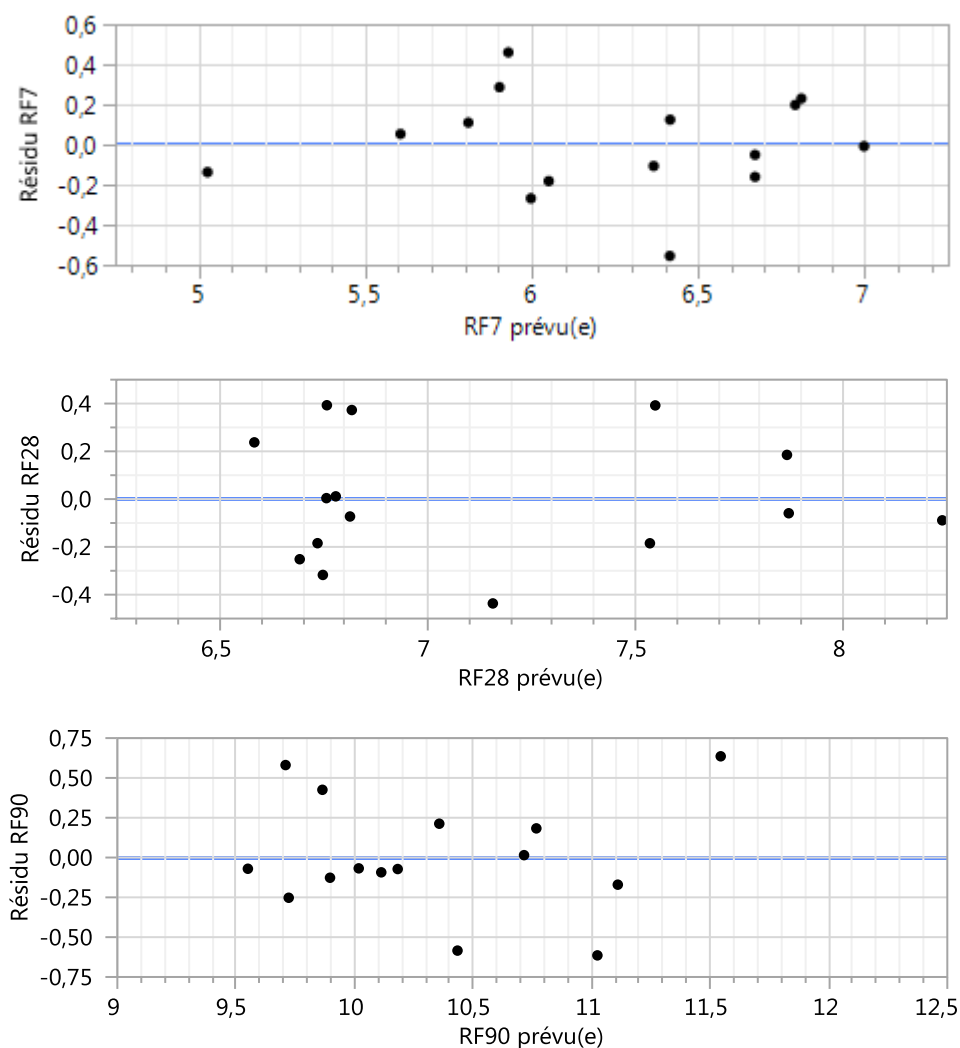 0,6
0,4
0,2
0,0
-0,2
-0,4
-0,6
Résidu RF7
5 5,5 6 6,5 7
RF7 prévu(e)
0,4
0,2
0,0
-0,2
-0,4
Résidu RF28
6,5 7 7,5 8
RF28 prévu(e)
0,75
0,50
0,25
0,00
-0,25
-0,50
-0,75
Résidu RF90
9 9,5 10 10,5 11 11,5 12 12,5
RF90 prévu(e)